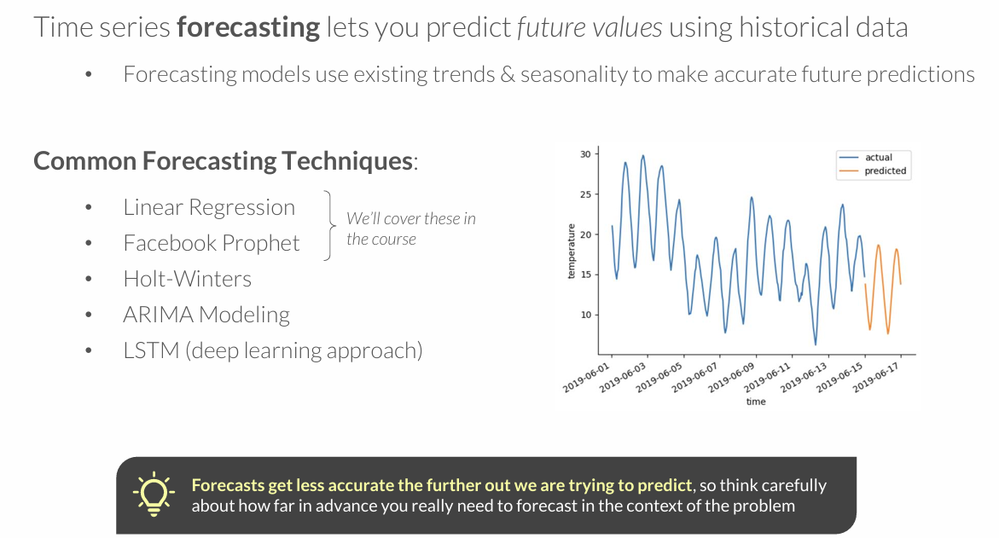 Time series forecasting lets you predict future values using historical data
• Forecasting models use existing trends & seasonality to make accurate future predictions
Common Forecasting Techniques:
• Linear Regression
• Facebook Prophet
• Holt-Winters
• ARIMA Modeling
• LSTM (deep learning approach)
We’ll cover these in
the course
actual
predicted
30
25
20
15
10
temperature
2019-06-01
2019-06-03
2019-06-05
2019-06-07
2019-06-09
2019-06-11
2019-06-13
2019-06-15
2019-06-17
time
Forecasts get less accurate the further out we are trying to predict, so think carefully
about how far in advance you really need to forecast in the context of the problem